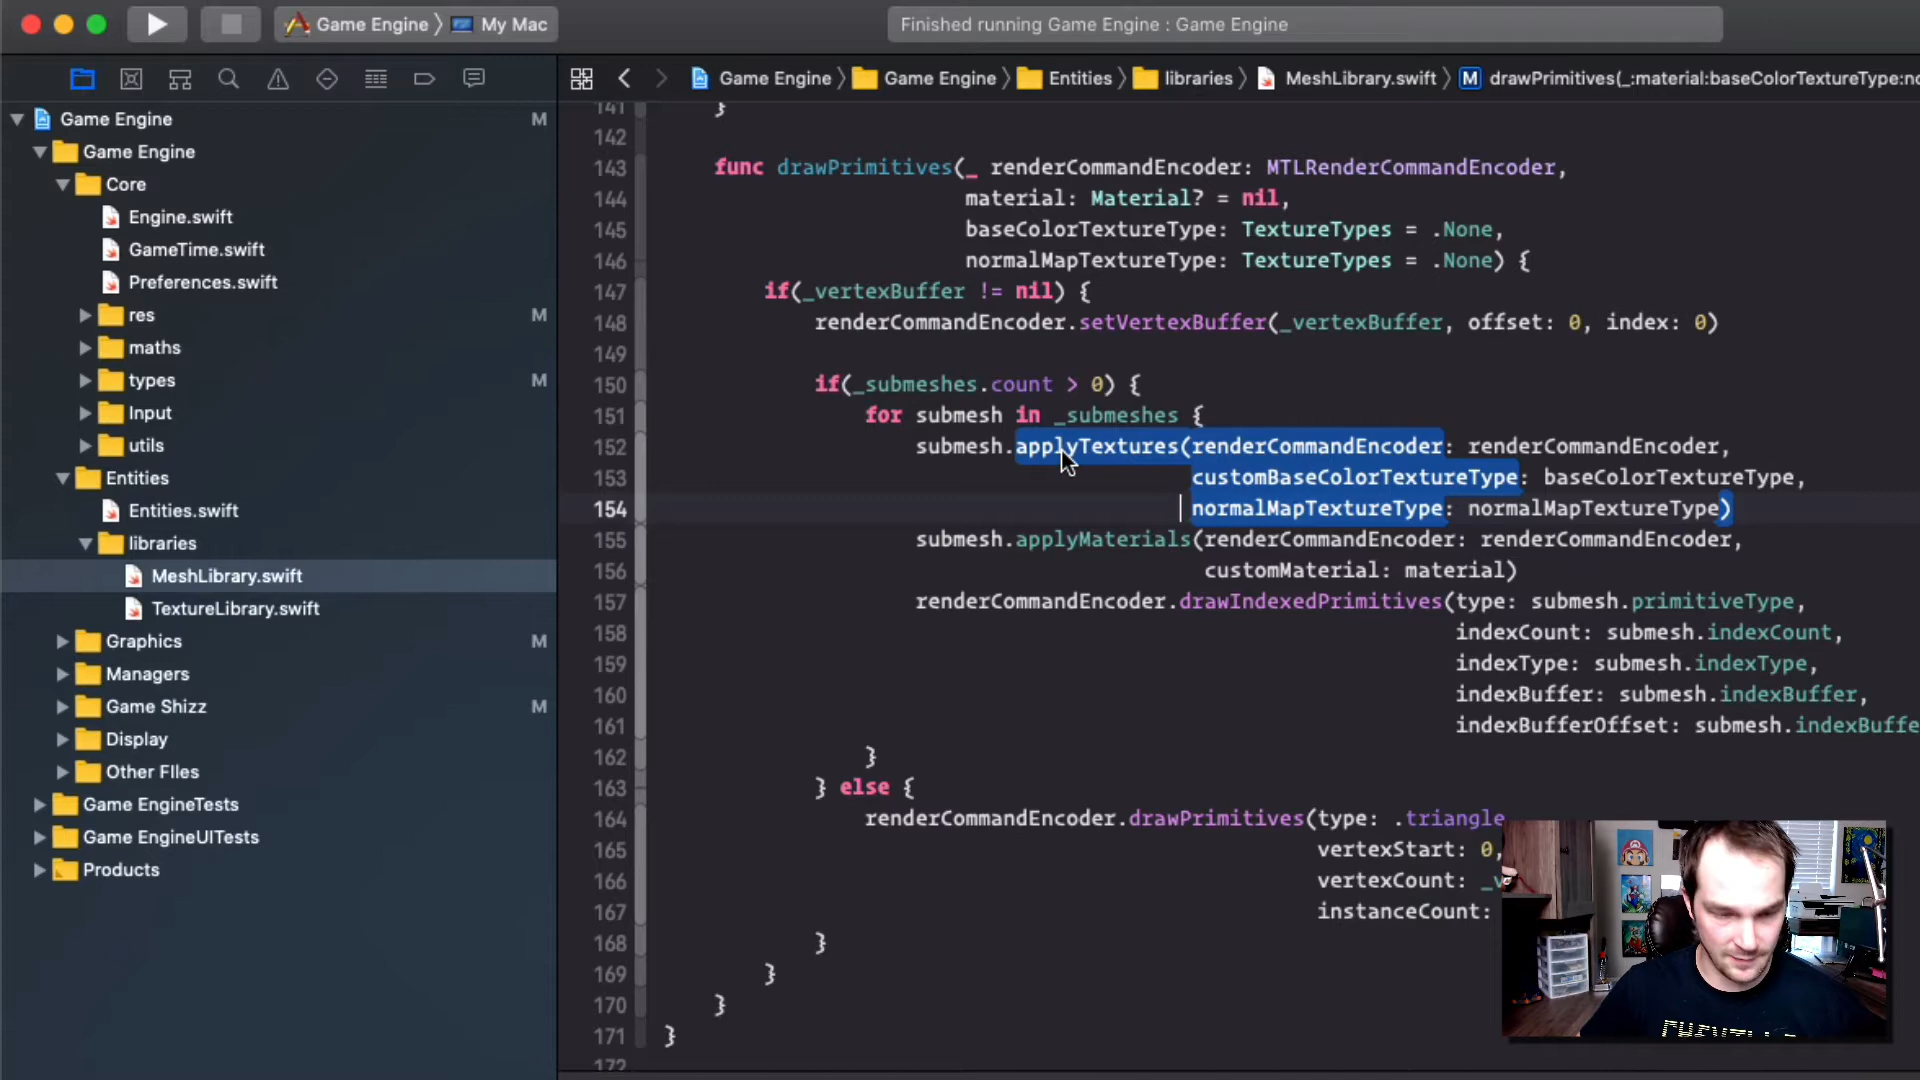 Game Engine
My Mac
Finished running Game Engine : Game Engine
Game Engine
Game Engine
Entities
libraries
MeshLibrary.swift
M
drawPrimitives(_:material:baseColorTextureType:no
Game Engine M
Game Engine
Core
Engine.swift
GameTime.swift
Preferences.swift
res M
maths
types M
Input
utils
Entities
Entities.swift
libraries
MeshLibrary.swift
TextureLibrary.swift
Graphics M
Managers
Game Shizz M
Display
Other FIles
Game EngineTests
Game EngineUITests
Products
141 }
142
143 func drawPrimitives(_ renderCommandEncoder: MTLRenderCommandEncoder,
144 material: Material? = nil,
145 baseColorTextureType: TextureTypes = .None,
146 normalMapTextureType: TextureTypes = .None) {
147 if(_vertexBuffer != nil) {
148 renderCommandEncoder.setVertexBuffer(_vertexBuffer, offset: 0, index: 0)
149
150 if(_submeshes.count > 0) {
151 for submesh in _submeshes {
152 submesh.applyTextures(renderCommandEncoder: renderCommandEncoder,
153 customBaseColorTextureType: baseColorTextureType,
154 normalMapTextureType: normalMapTextureType)
155 submesh.applyMaterials(renderCommandEncoder: renderCommandEncoder,
156 customMaterial: material)
157 renderCommandEncoder.drawIndexedPrimitives(type: submesh.primitiveType,
158 indexCount: submesh.indexCount,
159 indexType: submesh.indexType,
160 indexBuffer: submesh.indexBuffer,
161 indexBufferOffset: submesh.indexBuffe
162 }
163 } else {
164 renderCommandEncoder.drawPrimitives(type: .triangle
165 vertexStart: 0,
166 vertexCount: _v
167 instanceCount:
168 }
169 }
170 }
171 }
172